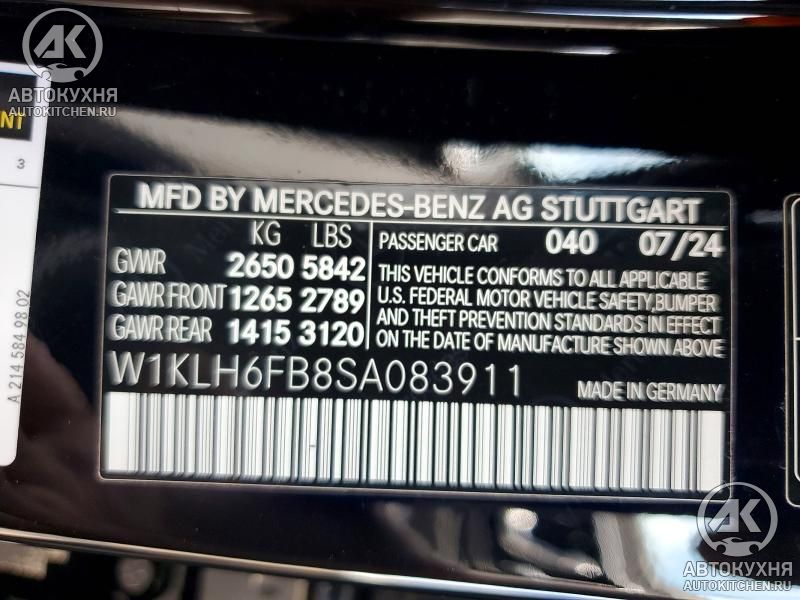 АК
АВТОКУХНЯ
AUTOKITCHEN.RU
NT
3
A 214 584 98 02
MFD BY MERCEDES-BENZ AG STUTTGART
KG LBS
GVWR 2650 5842
GAWR FRONT 1265 2789
GAWR REAR 1415 3120
PASSENGER CAR 040 07/24
THIS VEHICLE CONFORMS TO ALL APPLICABLE
U.S. FEDERAL MOTOR VEHICLE SAFETY,BUMPER
AND THEFT PREVENTION STANDARDS IN EFFECT
ON THE DATE OF MANUFACTURE SHOWN ABOVE
W1KLH6FB8SA083911 MADE IN GERMANY
АК
АВТОКУХНЯ
AUTOKITCHEN.RU